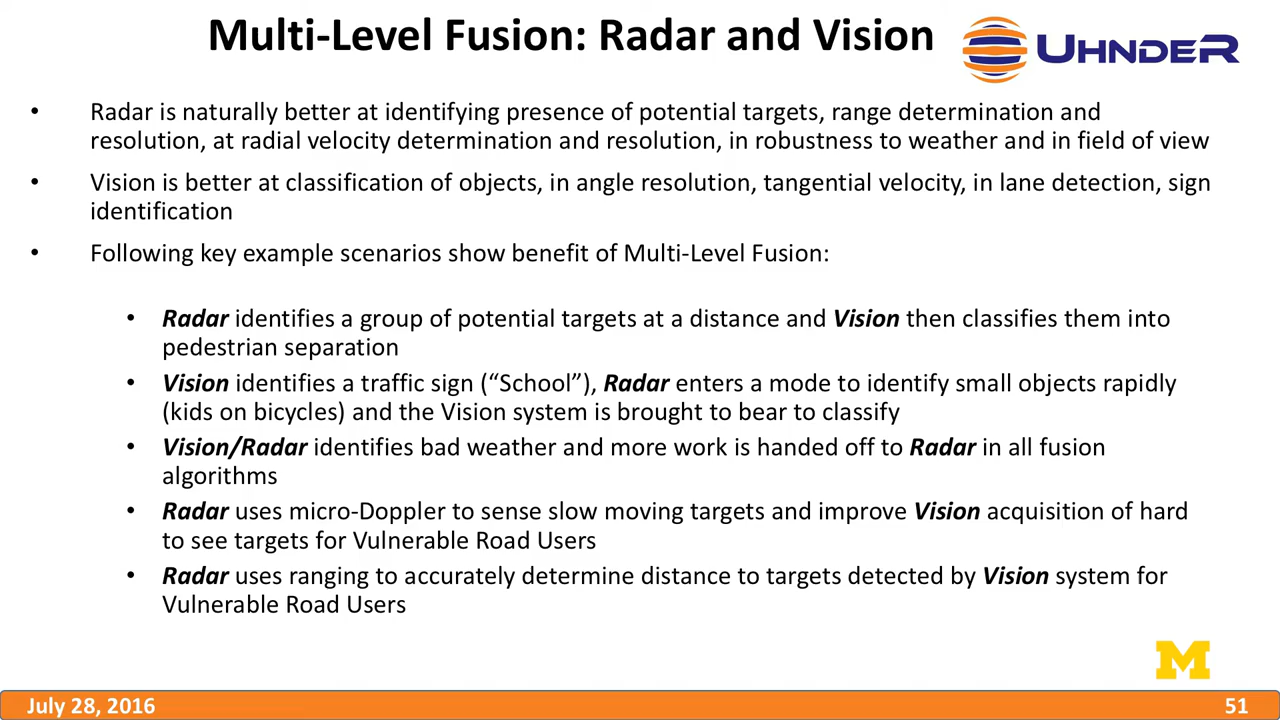 Multi-Level Fusion: Radar and Vision
UHNDER
• Radar is naturally better at identifying presence of potential targets, range determination and
resolution, at radial velocity determination and resolution, in robustness to weather and in field of view
• Vision is better at classification of objects, in angle resolution, tangential velocity, in lane detection, sign
identification
• Following key example scenarios show benefit of Multi-Level Fusion:
• Radar identifies a group of potential targets at a distance and Vision then classifies them into
pedestrian separation
• Vision identifies a traffic sign (“School”), Radar enters a mode to identify small objects rapidly
(kids on bicycles) and the Vision system is brought to bear to classify
• Vision/Radar identifies bad weather and more work is handed off to Radar in all fusion
algorithms
• Radar uses micro-Doppler to sense slow moving targets and improve Vision acquisition of hard
to see targets for Vulnerable Road Users
• Radar uses ranging to accurately determine distance to targets detected by Vision system for
Vulnerable Road Users
M
July 28, 2016
51